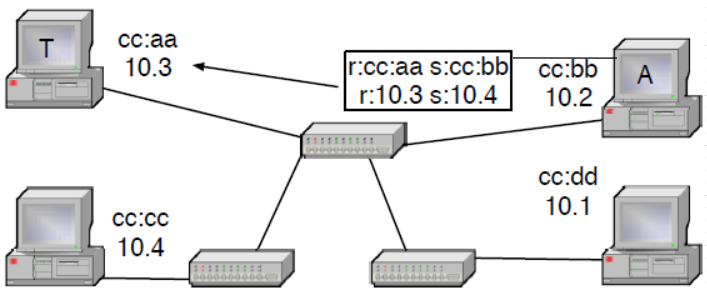 T
cc:aa
10.3
r:cc:aa s:cc:bb
r:10.3 s:10.4
cc:bb
10.2
A
cc:cc
10.4
cc:dd
10.1